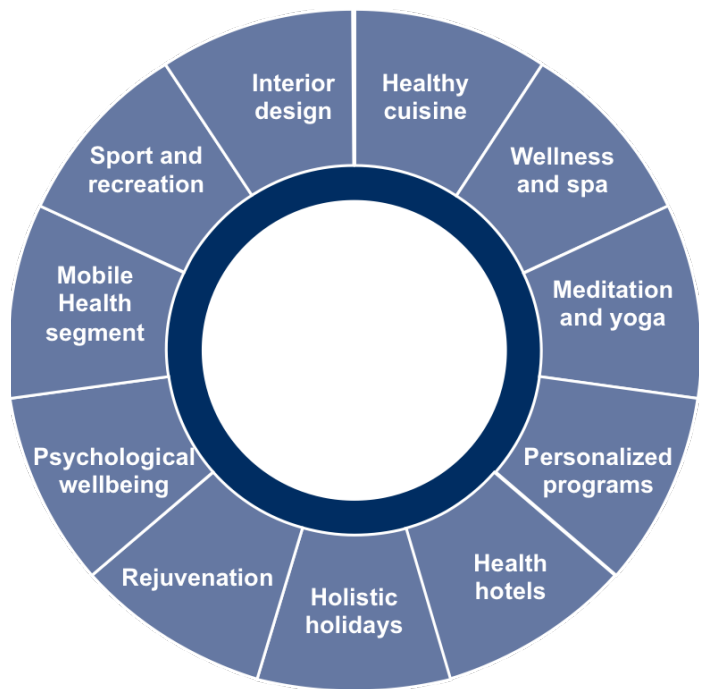 Interior
design
Healthy
cuisine
Wellness
and spa
Meditation
and yoga
Personalized
programs
Health
hotels
Holistic
holidays
Rejuvenation
Psychological
wellbeing
Mobile
Health
segment
Sport and
recreation